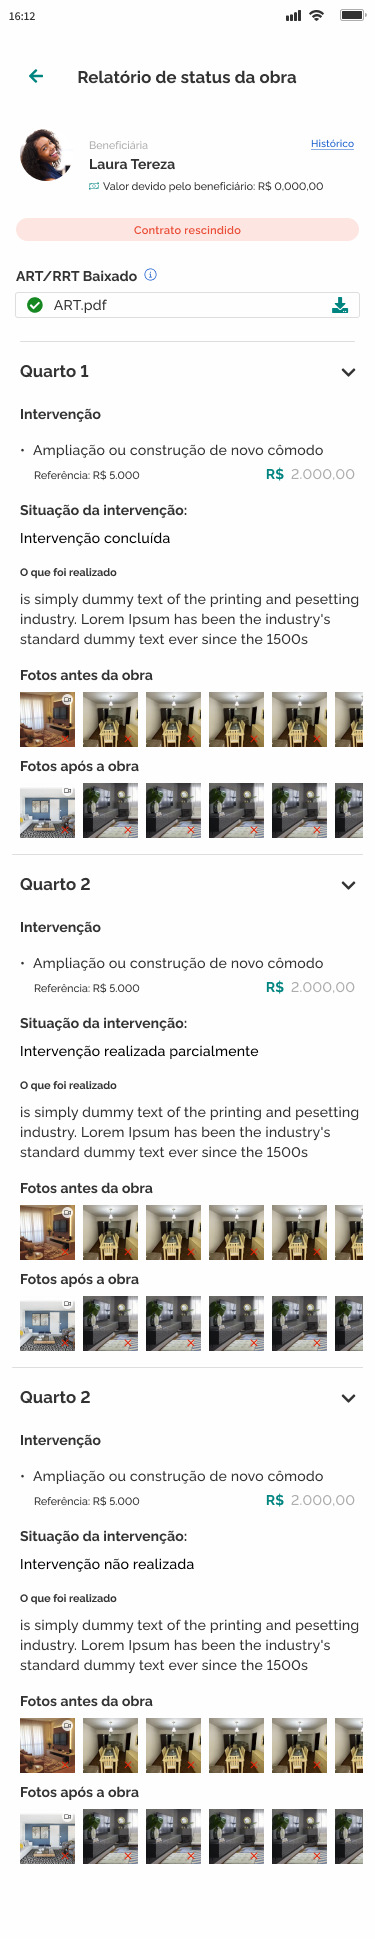 16:12
Relatório de status da obra
Beneficiária
Histórico
Laura Tereza
Valor devido pelo beneficiário: R$ 0,000,00
Contrato rescindido
ART/RRT Baixado
ART.pdf
Quarto 1
Intervenção
• Ampliação ou construção de novo cômodo
Referência: R$ 5.000
R$ 2.000,00
Situação da intervenção:
Intervenção concluída
O que foi realizado
is simply dummy text of the printing and pesetting
industry. Lorem Ipsum has been the industry's
standard dummy text ever since the 1500s
Fotos antes da obra
Fotos após a obra
Quarto 2
Intervenção
• Ampliação ou construção de novo cômodo
Referência: R$ 5.000
R$ 2.000,00
Situação da intervenção:
Intervenção realizada parcialmente
O que foi realizado
is simply dummy text of the printing and pesetting
industry. Lorem Ipsum has been the industry's
standard dummy text ever since the 1500s
Fotos antes da obra
Fotos após a obra
Quarto 2
Intervenção
• Ampliação ou construção de novo cômodo
Referência: R$ 5.000
R$ 2.000,00
Situação da intervenção:
Intervenção não realizada
O que foi realizado
is simply dummy text of the printing and pesetting
industry. Lorem Ipsum has been the industry's
standard dummy text ever since the 1500s
Fotos antes da obra
Fotos após a obra